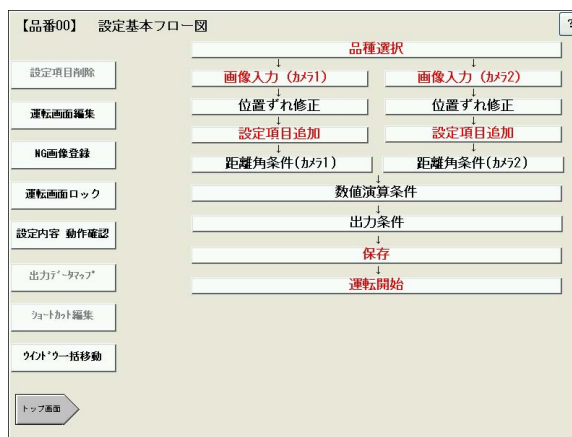 【品番00】 設定基本フロー図
?
品種選択
↓ ↓
設定項目削除
画像入力 (ｶﾒﾗ1) 画像入力 (ｶﾒﾗ2)
↓ ↓
運転画面編集
位置ずれ修正 位置ずれ修正
↓ ↓
設定項目追加 設定項目追加
↓ ↓
NG画像登録
距離角条件(ｶﾒﾗ1) 距離角条件(ｶﾒﾗ2)
↓
運転画面ロック
数値演算条件
↓
出力条件
設定内容 動作確認
↓
保存
↓
出力ﾃﾞｰﾀﾏｯﾌﾟ
運転開始
ｼｮｰﾄｶｯﾄ編集
ｳｲﾝﾄﾞｳ一括移動
トップ画面